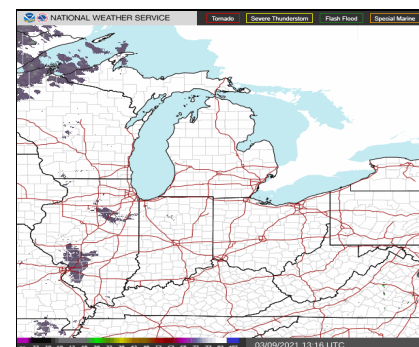 NATIONAL WEATHER SERVICE
Tornado
Severe Thunderstorm
Flash Flood
Special Marine
03/09/2021 13:16 UTC